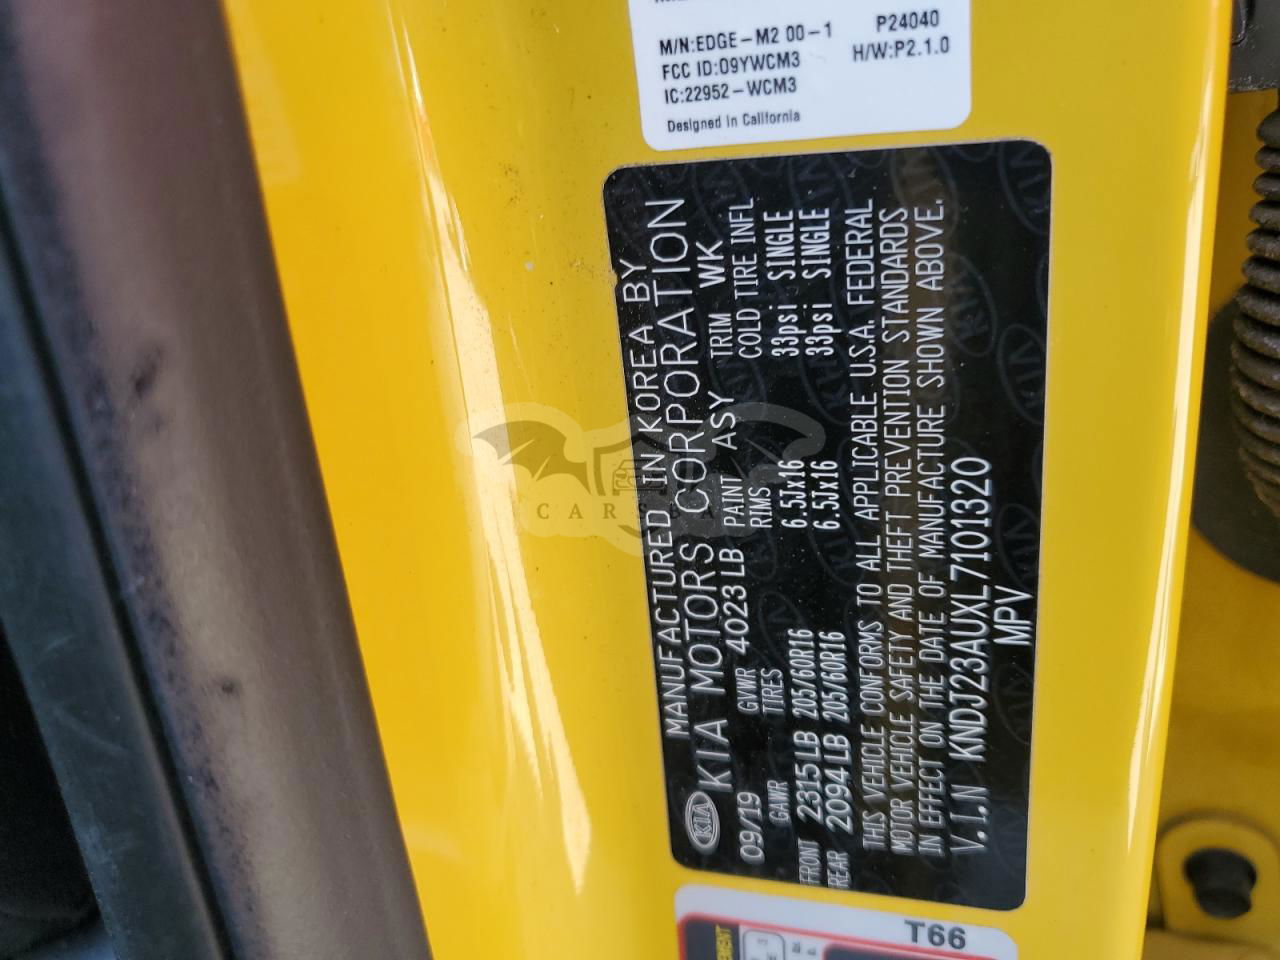 M/N:EDGE-M2 00-1 P24040
FCC ID:O9YWCM3 H/W:P2.1.0
IC:22952-WCM3
Designed in California
MANUFACTURED IN KOREA BY
KIA KIA MOTORS CORPORATION
09/19 GVWR 4023LB PAINT ASY TRIM WK
GAWR TIRES RIMS COLD TIRE INFL
FRONT 2315LB 205/60R16 6.5Jx16 33psi SINGLE
REAR 2094LB 205/60R16 6.5Jx16 33psi SINGLE
THIS VEHICLE CONFORMS TO ALL APPLICABLE U.S.A. FEDERAL
MOTOR VEHICLE SAFETY AND THEFT PREVENTION STANDARDS
IN EFFECT ON THE DATE OF MANUFACTURE SHOWN ABOVE.
V.I.N KNDJ23AUXL7101320
MPV
T66